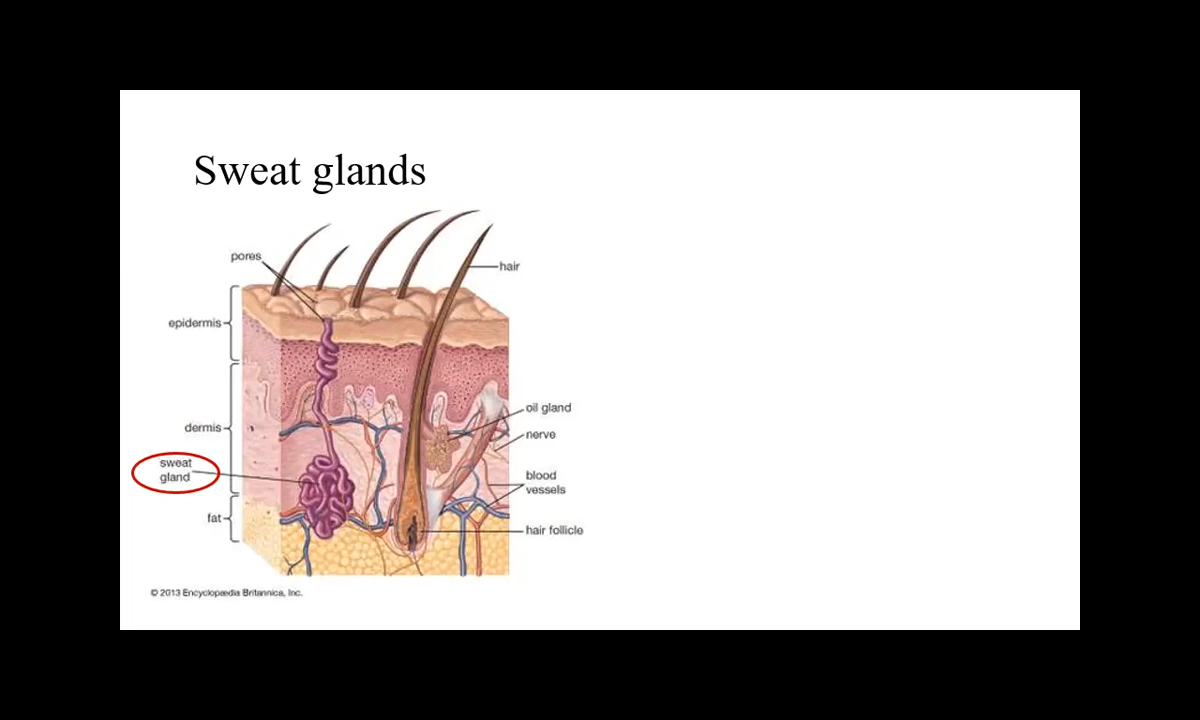 Sweat glands
pores
hair
epidermis
oil gland
dermis
nerve
sweat
gland
blood
vessels
fat
hair follicle
© 2013 Encyclopædia Britannica, Inc.